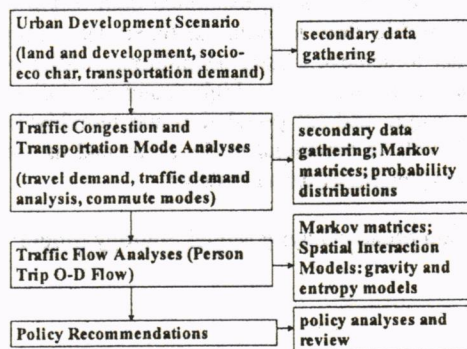 Urban Development Scenario
(land and development, socio-
eco char, transportation demand)
secondary data
gathering
Traffic Congestion and
Transportation Mode Analyses
(travel demand, traffic demand
analysis, commute modes)
secondary data
gathering; Markov
matrices; probability
distributions
Traffic Flow Analyses (Person
Trip O-D Flow)
Markov matrices;
Spatial Interaction
Models: gravity and
entropy models
Policy Recommendations
policy analyses and
review